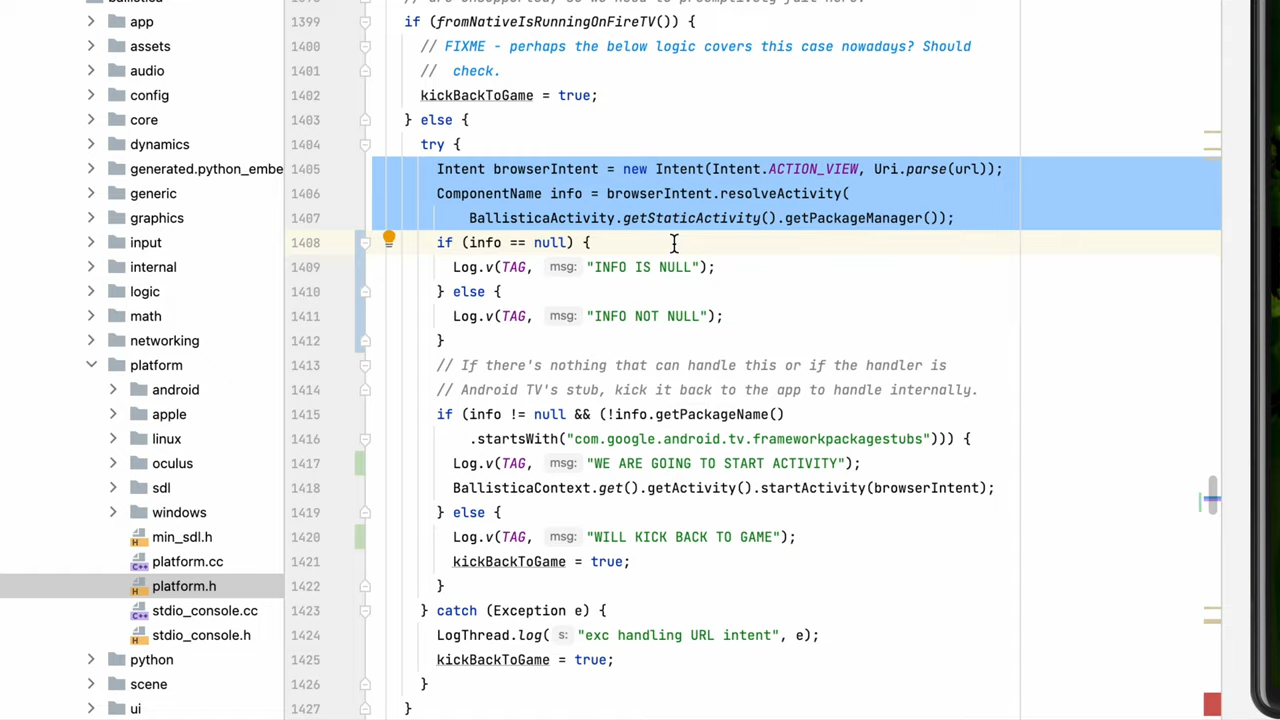 ballistica
app
assets
audio
config
core
dynamics
generated.python_embe
generic
graphics
input
internal
logic
math
networking
platform
android
apple
linux
oculus
sdl
windows
min_sdl.h
platform.cc
platform.h
stdio_console.cc
stdio_console.h
python
scene
ui
1399 if (fromNativeIsRunningOnFireTV()) {
1400 // FIXME - perhaps the below logic covers this case nowadays? Should
1401 //  check.
1402 kickBackToGame = true;
1403 } else {
1404 try {
1405 Intent browserIntent = new Intent(Intent.ACTION_VIEW, Uri.parse(url));
1406 ComponentName info = browserIntent.resolveActivity(
1407 BallisticaActivity.getStaticActivity().getPackageManager());
1408 if (info == null) {
1409 Log.v(TAG, msg: "INFO IS NULL");
1410 } else {
1411 Log.v(TAG, msg: "INFO NOT NULL");
1412 }
1413 // If there's nothing that can handle this or if the handler is
1414 // Android TV's stub, kick it back to the app to handle internally.
1415 if (info != null && (!info.getPackageName()
1416 .startsWith("com.google.android.tv.frameworkpackagestubs"))) {
1417 Log.v(TAG, msg: "WE ARE GOING TO START ACTIVITY");
1418 BallisticaContext.get().getActivity().startActivity(browserIntent);
1419 } else {
1420 Log.v(TAG, msg: "WILL KICK BACK TO GAME");
1421 kickBackToGame = true;
1422 }
1423 } catch (Exception e) {
1424 LogThread.log( s: "exc handling URL intent", e);
1425 kickBackToGame = true;
1426 }
1427 }